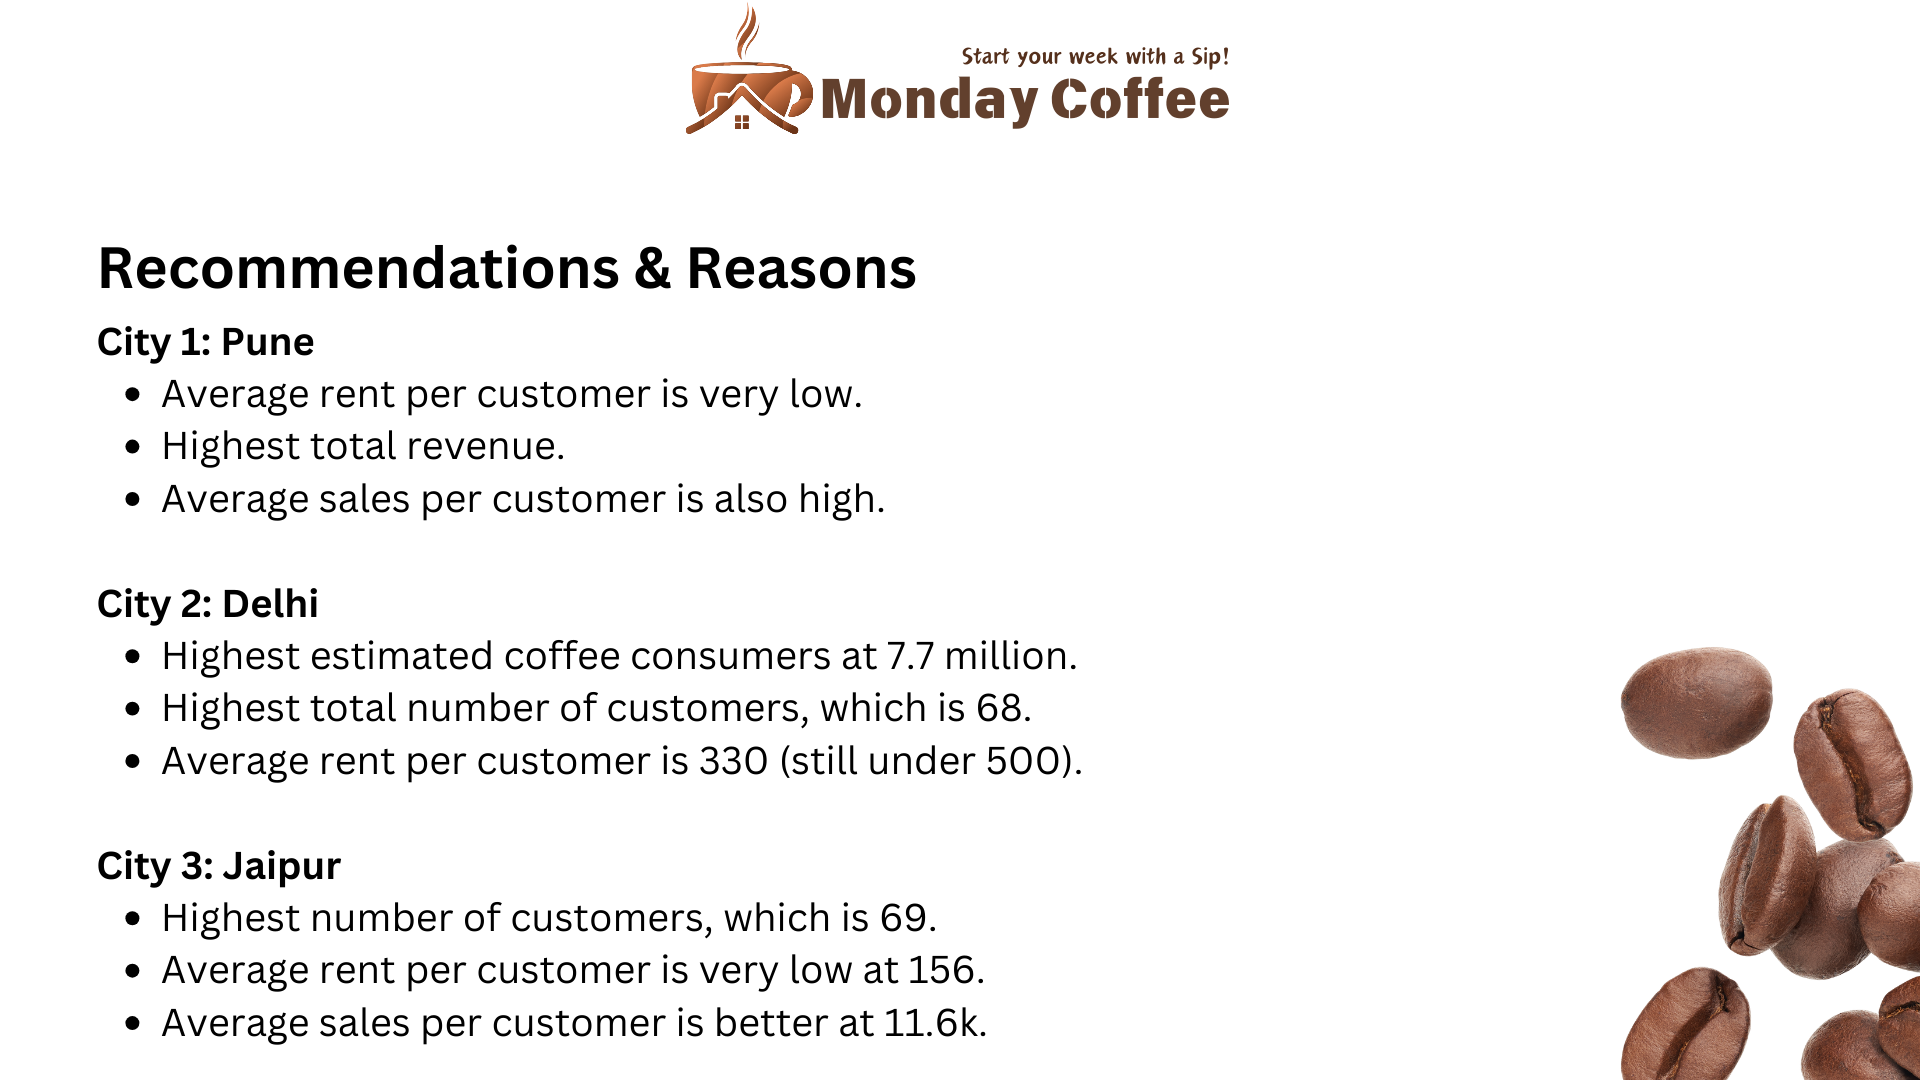 Start your week with a Sip!
Monday Coffee
Recommendations & Reasons
City 1: Pune
• Average rent per customer is very low.
• Highest total revenue.
• Average sales per customer is also high.
City 2: Delhi
• Highest estimated coffee consumers at 7.7 million.
• Highest total number of customers, which is 68.
• Average rent per customer is 330 (still under 500).
City 3: Jaipur
• Highest number of customers, which is 69.
• Average rent per customer is very low at 156.
• Average sales per customer is better at 11.6k.